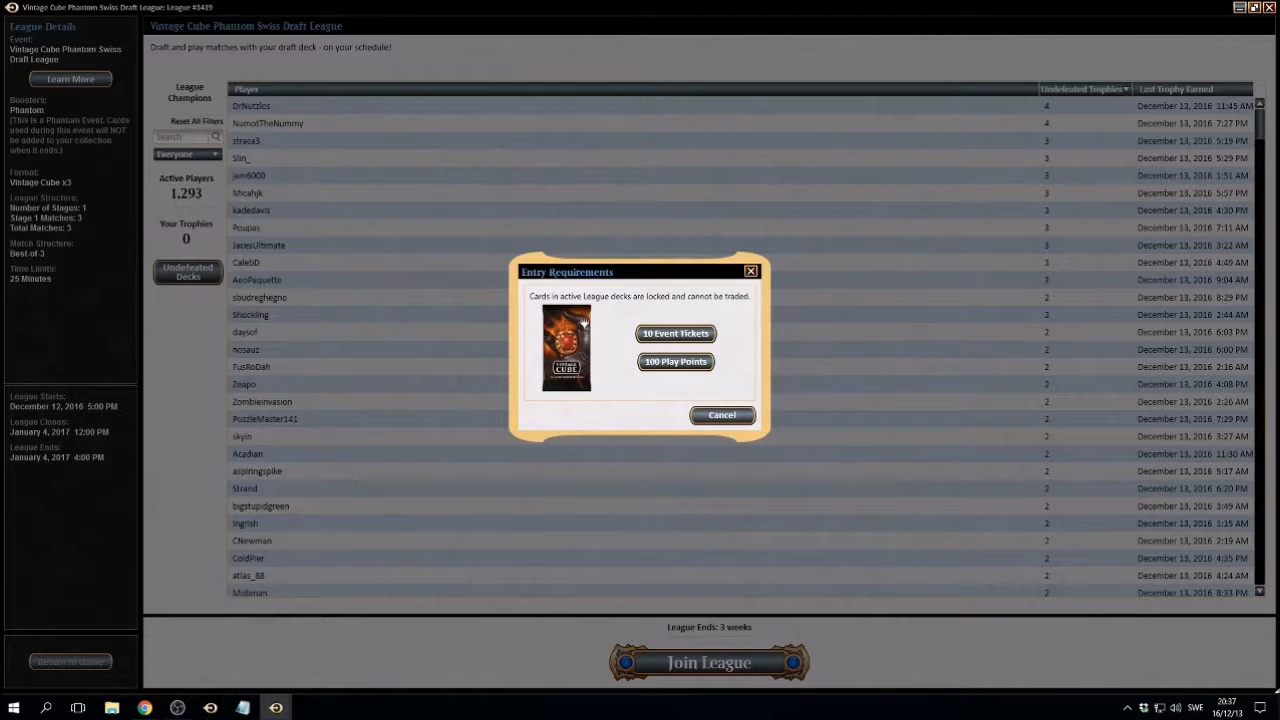 Vintage Cube Phantom Swiss Draft League: League #3439
League Details
Event:
Vintage Cube Phantom Swiss
Draft League
Learn More
Boosters:
Phantom
(This is a Phantom Event. Cards
used during this event will NOT
be added to your collection
when it ends.)
Format:
Vintage Cube x3
League Structure:
Number of Stages: 1
Stage 1 Matches: 3
Total Matches: 3
Match Structure:
Best of 3
Time Limits:
25 Minutes
League Starts:
December 12, 2016 5:00 PM
League Closes:
January 4, 2017 12:00 PM
League Ends:
January 4, 2017 4:00 PM
Return to Game
Vintage Cube Phantom Swiss Draft League
Draft and play matches with your draft deck - on your schedule!
League
Champions
Reset All Filters
Search
Everyone
Active Players
1,293
Your Trophies
0
Undefeated
Decks
Player Undefeated Trophies Last Trophy Earned
DrNutzlos 4 December 13, 2016 11:45 AM
NumotTheNummy 4 December 13, 2016 7:27 PM
straca3 3 December 13, 2016 5:19 PM
Slin_ 3 December 13, 2016 5:29 PM
jxm6000 3 December 13, 2016 1:51 AM
Micahjk 3 December 13, 2016 5:57 PM
kadedavis 3 December 13, 2016 4:30 PM
Poupas 3 December 13, 2016 7:11 AM
JacesUltimate 3 December 13, 2016 3:22 AM
CalebD 3 December 13, 2016 4:49 AM
AeoPaquette 3 December 13, 2016 9:04 AM
sbudreghegno 2 December 13, 2016 8:29 PM
Shockling 2 December 13, 2016 2:44 AM
daysof 2 December 13, 2016 6:03 PM
nosauz 2 December 13, 2016 6:00 PM
FusRoDah 2 December 13, 2016 2:16 AM
Zeapo 2 December 13, 2016 4:08 PM
Zombieinvasion 2 December 13, 2016 2:26 AM
PuzzleMaster141 2 December 13, 2016 7:29 PM
skyin 2 December 13, 2016 6:36 PM
Acadian 2 December 13, 2016 11:30 AM
aspiringspike 2 December 13, 2016 5:17 AM
Strand 2 December 13, 2016 6:20 PM
bigstupidgreen 2 December 13, 2016 3:49 AM
Ingrish 2 December 13, 2016 1:15 AM
CNewman 2 December 13, 2016 2:19 AM
ColdPier 2 December 13, 2016 4:35 PM
atlas_88 2 December 13, 2016 4:24 AM
Mobman 2 December 13, 2016 8:33 PM
Entry Requirements
Cards in active League decks are locked and cannot be traded.
VINTAGE
CUBE
10 Event Tickets
100 Play Points
Cancel
League Ends: 3 weeks
Join League
SWE
20:37
16/12/13